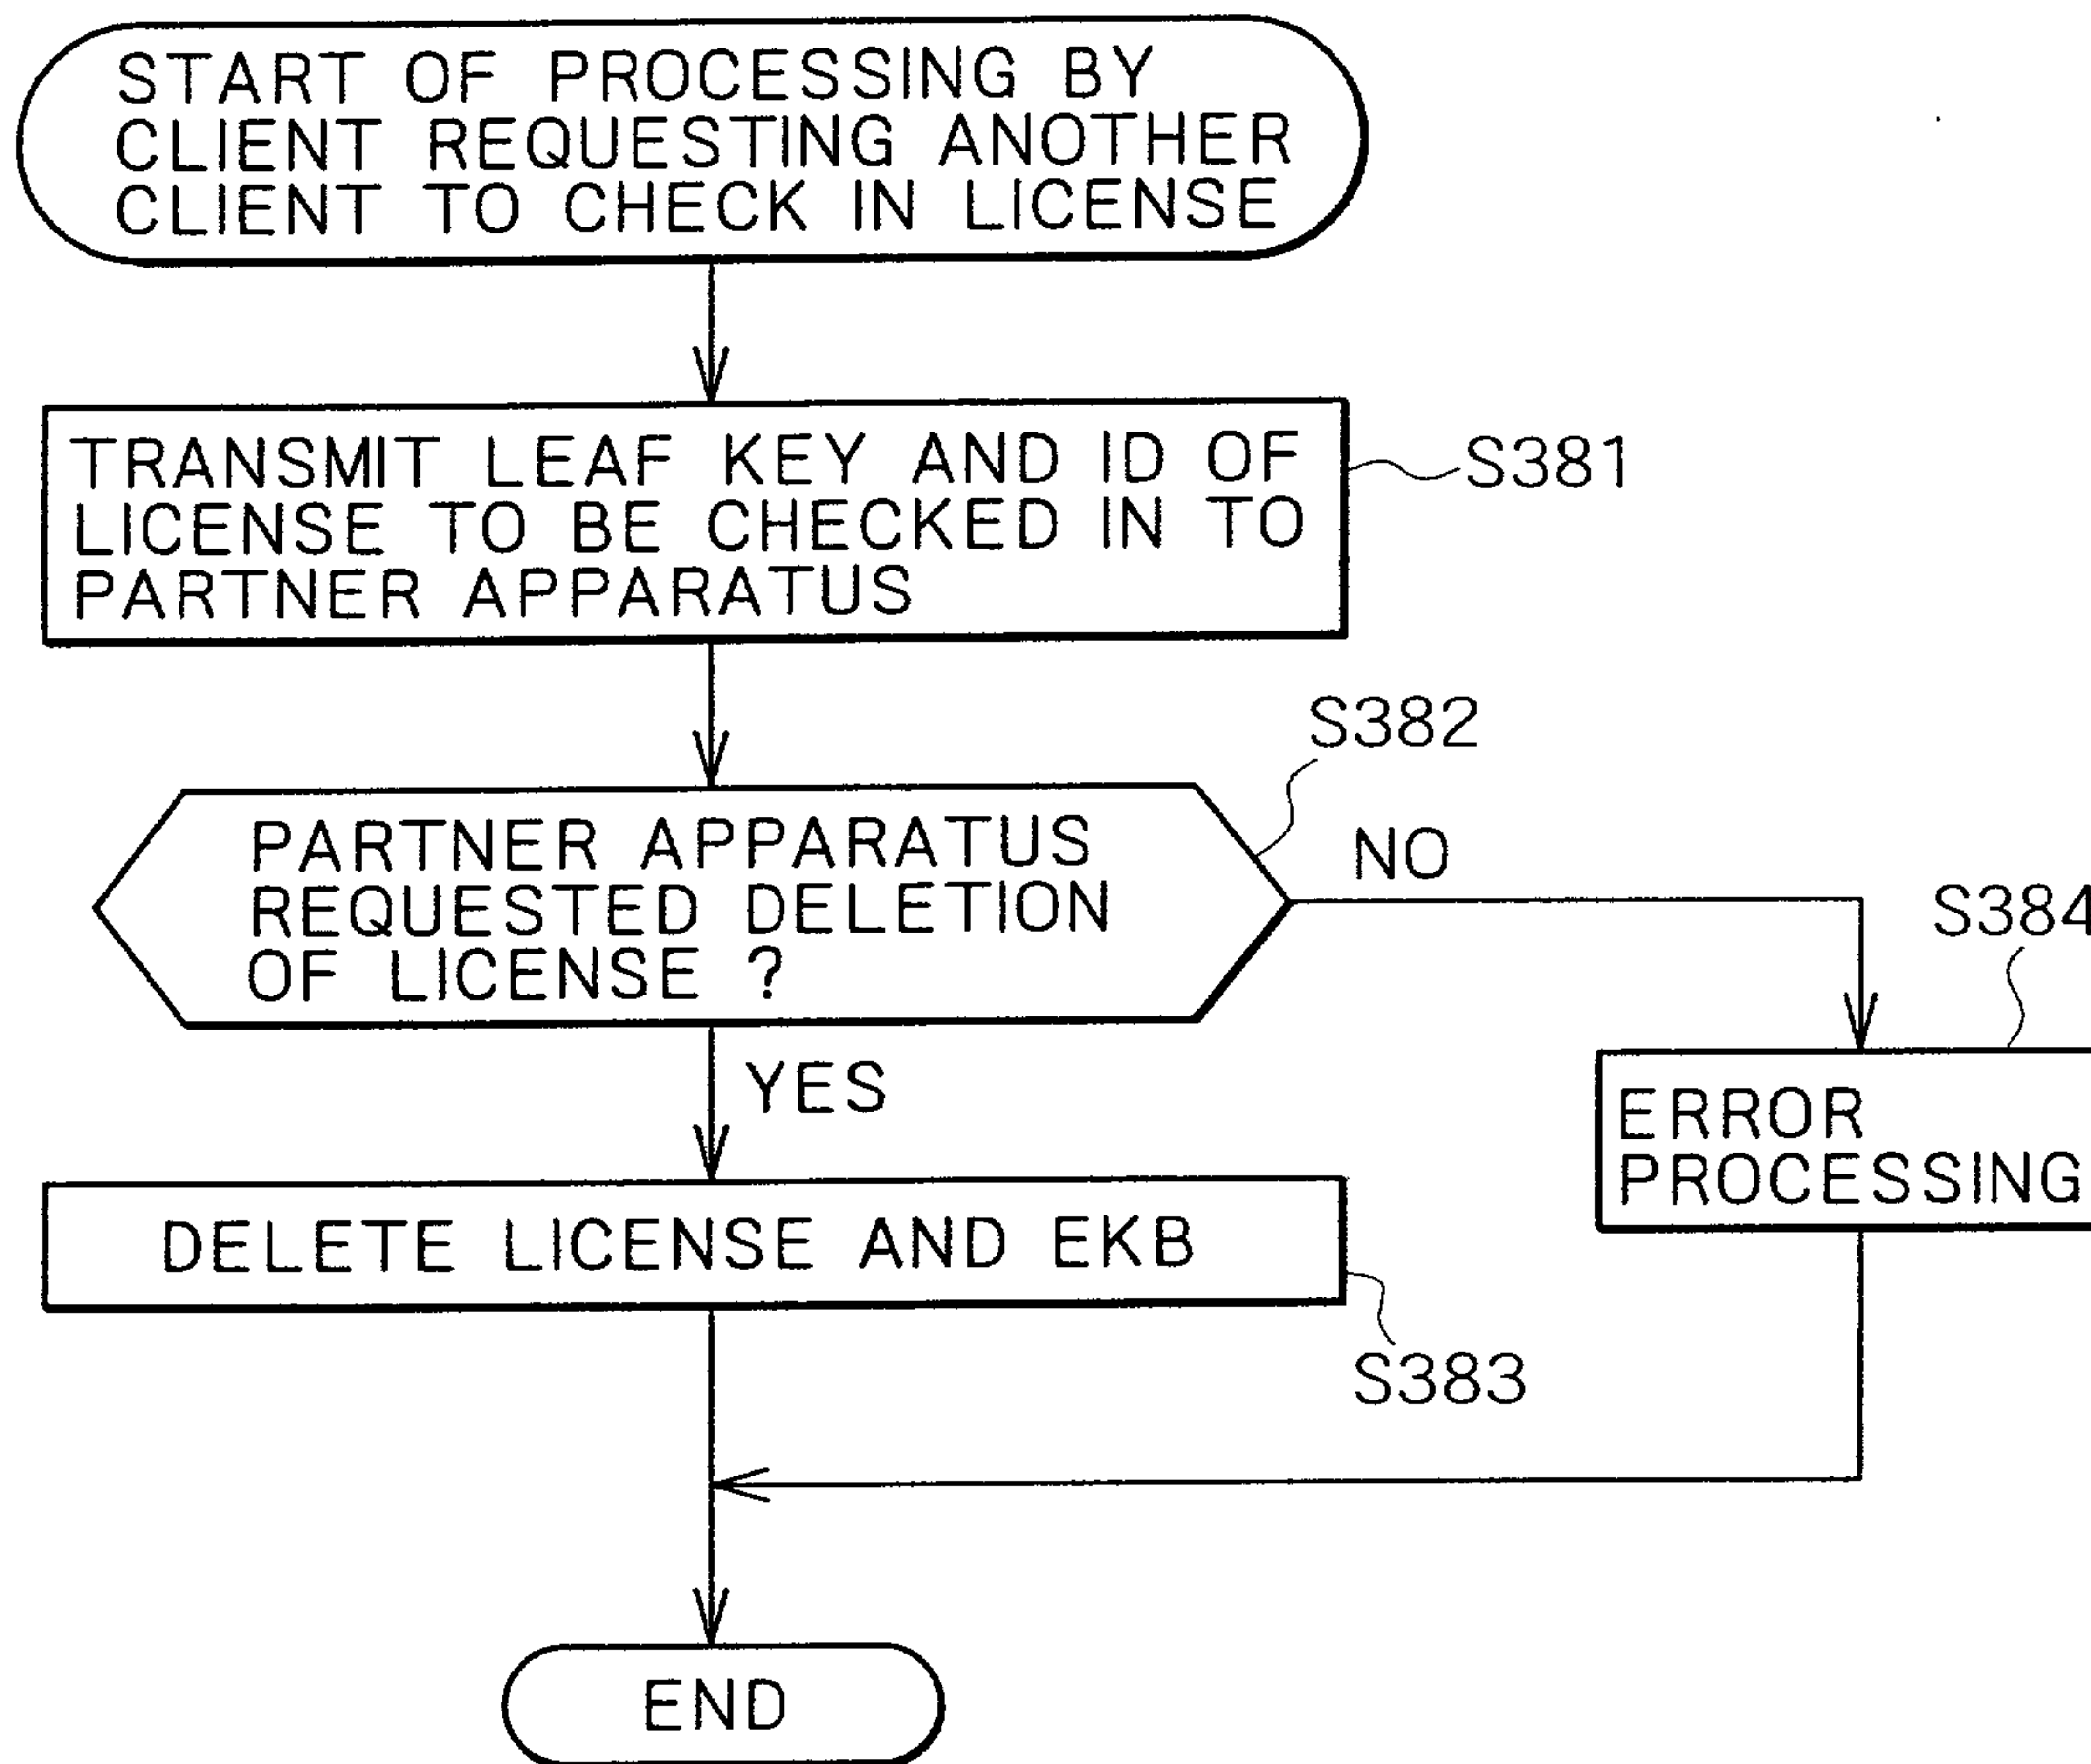 START OF PROCESSING BY
CLIENT REQUESTING ANOTHER
CLIENT TO CHECK IN LICENSE
TRANSMIT LEAF KEY AND ID OF
LICENSE TO BE CHECKED IN TO
PARTNER APPARATUS
S381
S382
PARTNER APPARATUS
REQUESTED DELETION
OF LICENSE ?
NO
S384
YES
ERROR
PROCESSING
DELETE LICENSE AND EKB
S383
END